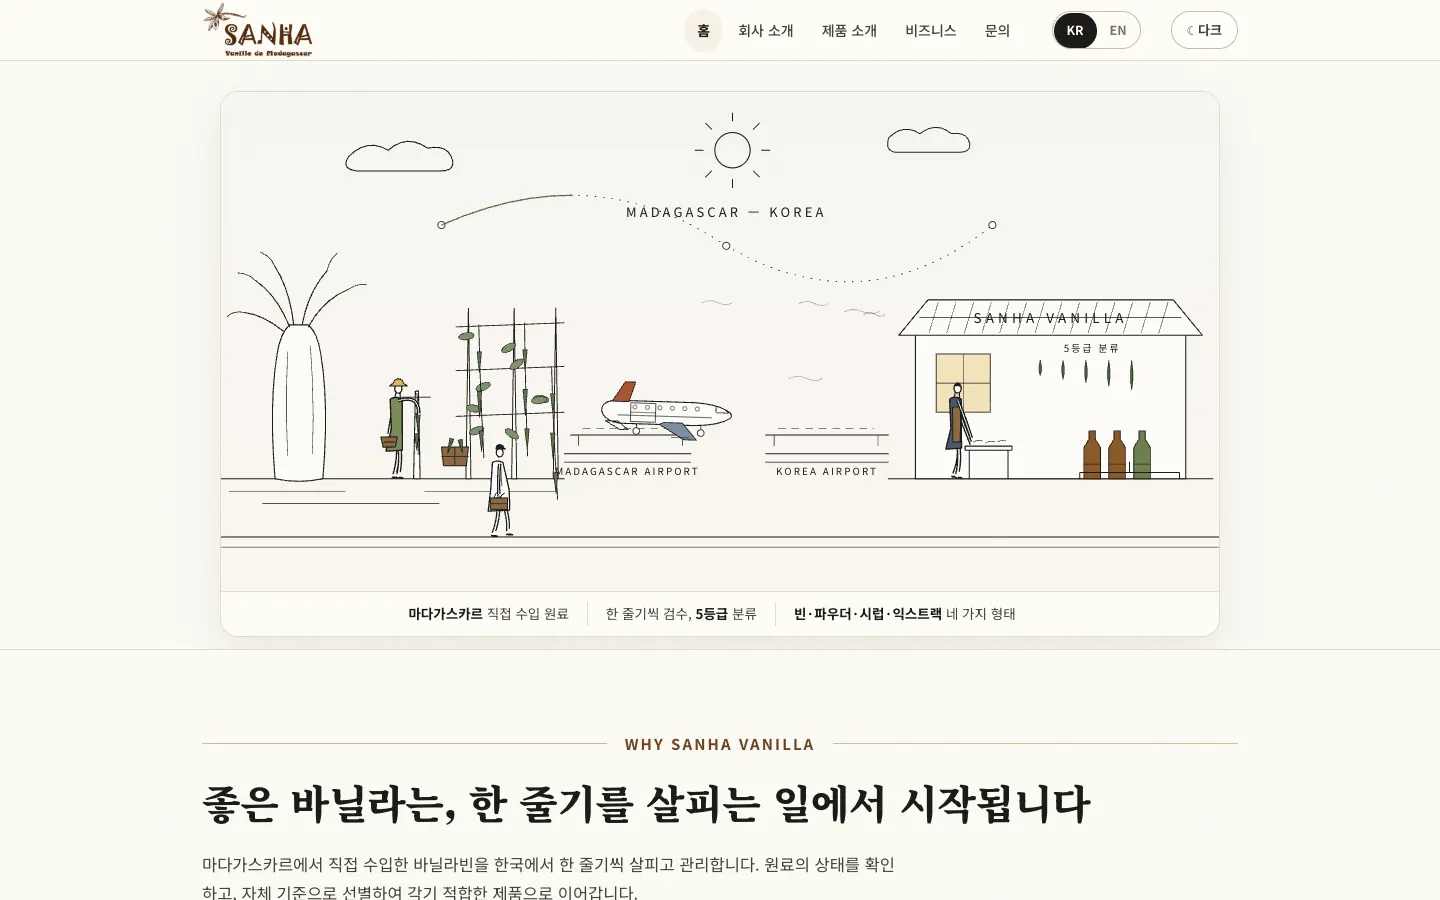 SANHA
Vanille de Madagascar
홈 회사 소개 제품 소개 비즈니스 문의 KR EN 다크
MADAGASCAR — KOREA
SANHA VANILLA
5등급 분류
MADAGASCAR AIRPORT
KOREA AIRPORT
마다가스카르 직접 수입 원료
한 줄기씩 검수, 5등급 분류
빈·파우더·시럽·익스트랙 네 가지 형태
WHY SANHA VANILLA
좋은 바닐라는, 한 줄기를 살피는 일에서 시작됩니다
마다가스카르에서 직접 수입한 바닐라빈을 한국에서 한 줄기씩 살피고 관리합니다. 원료의 상태를 확인
하고, 자체 기준으로 선별하여 각기 적합한 제품으로 이어갑니다.